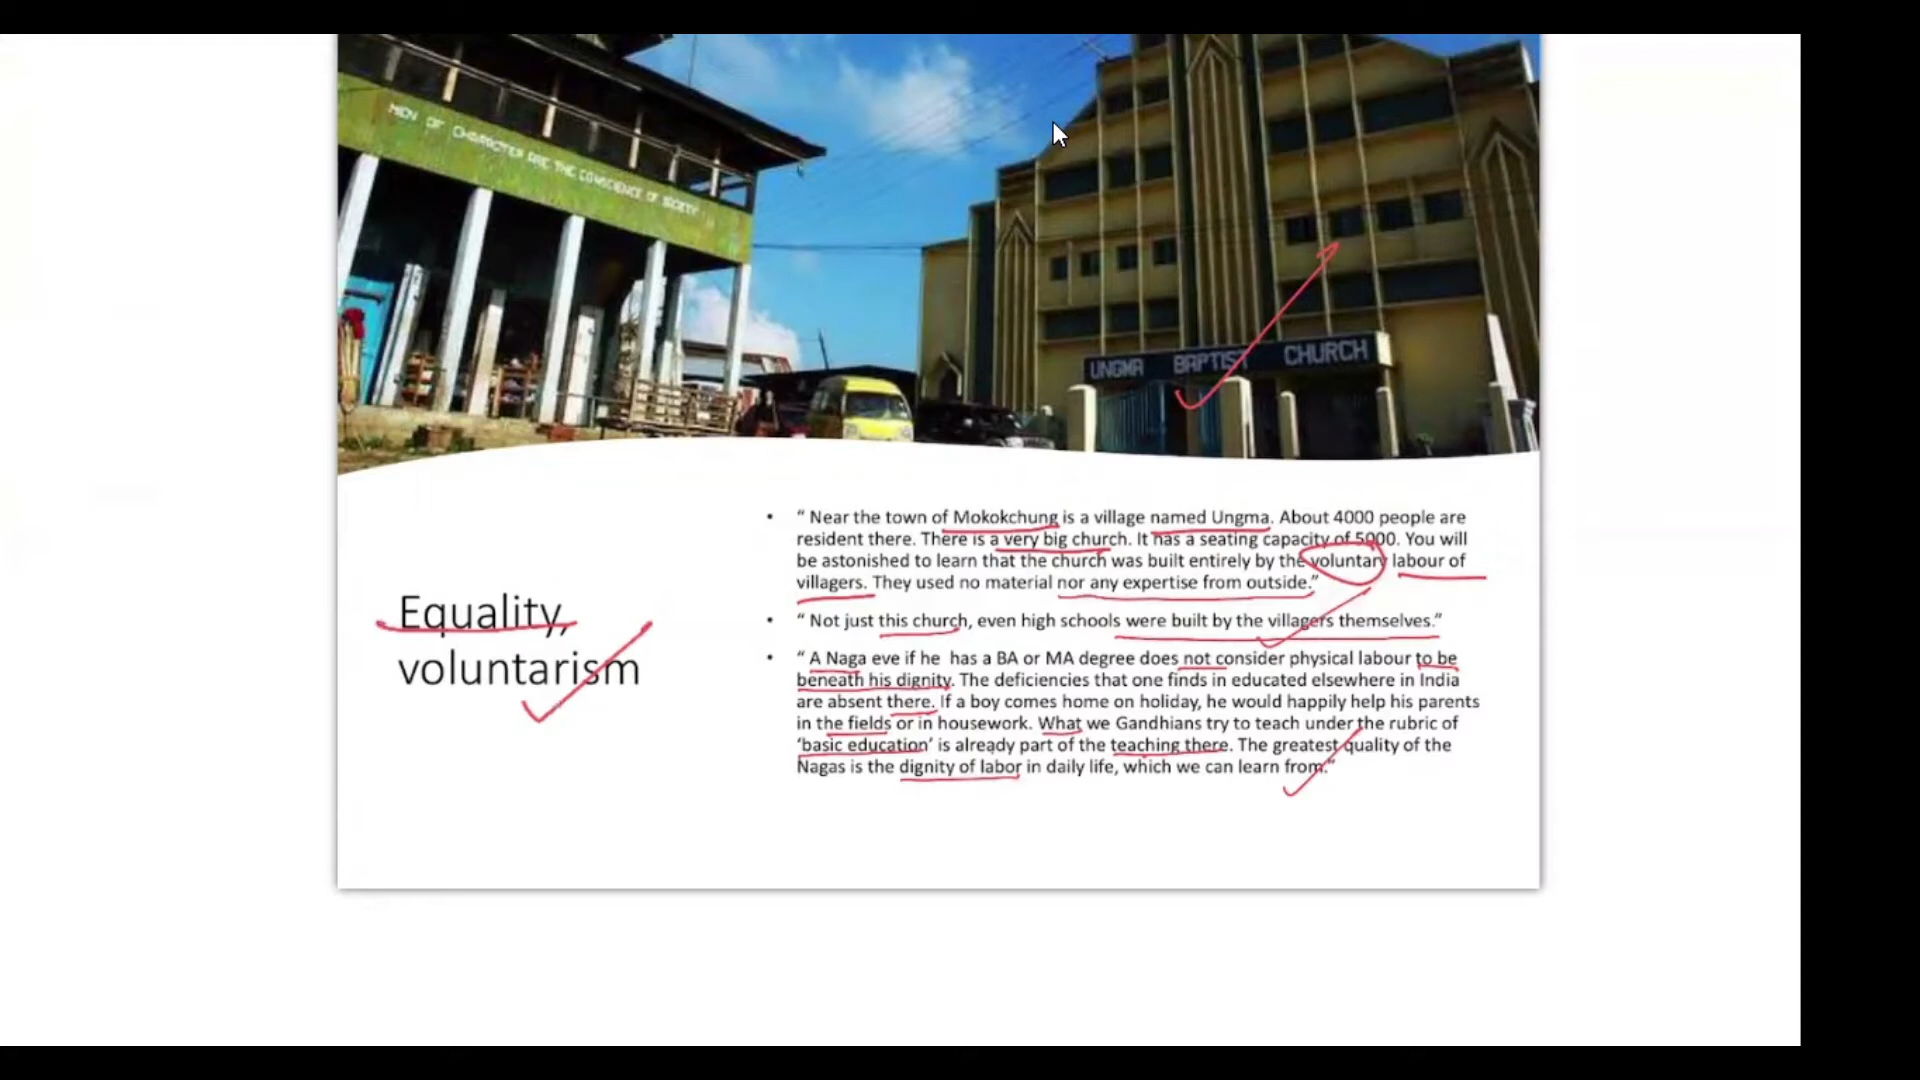 MEN OF CHARACTER ARE THE CONSCIENCE OF SOCIETY
UNGMA BAPTIST CHURCH
Equality,
voluntarism
• “ Near the town of Mokokchung is a village named Ungma. About 4000 people are
resident there. There is a very big church. It has a seating capacity of 5000. You will
be astonished to learn that the church was built entirely by the voluntary labour of
villagers. They used no material nor any expertise from outside.”
• “ Not just this church, even high schools were built by the villagers themselves.”
• “ A Naga eve if he has a BA or MA degree does not consider physical labour to be
beneath his dignity. The deficiencies that one finds in educated elsewhere in India
are absent there. If a boy comes home on holiday, he would happily help his parents
in the fields or in housework. What we Gandhians try to teach under the rubric of
‘basic education’ is already part of the teaching there. The greatest quality of the
Nagas is the dignity of labor in daily life, which we can learn from.”